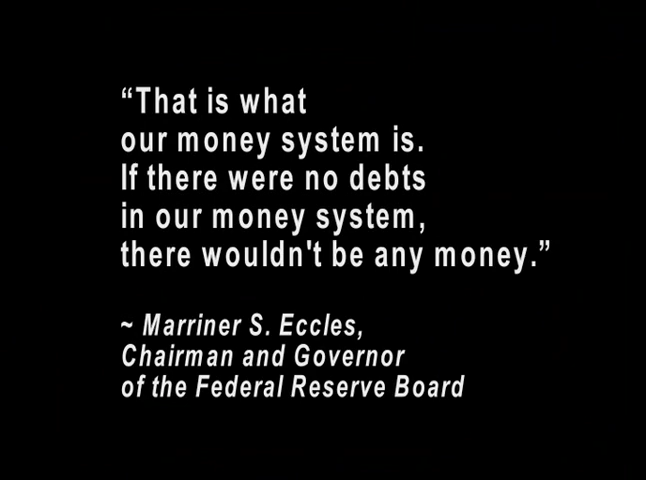 “That is what
our money system is.
If there were no debts
in our money system,
there wouldn't be any money.”
~ Marriner S. Eccles,
Chairman and Governor
of the Federal Reserve Board